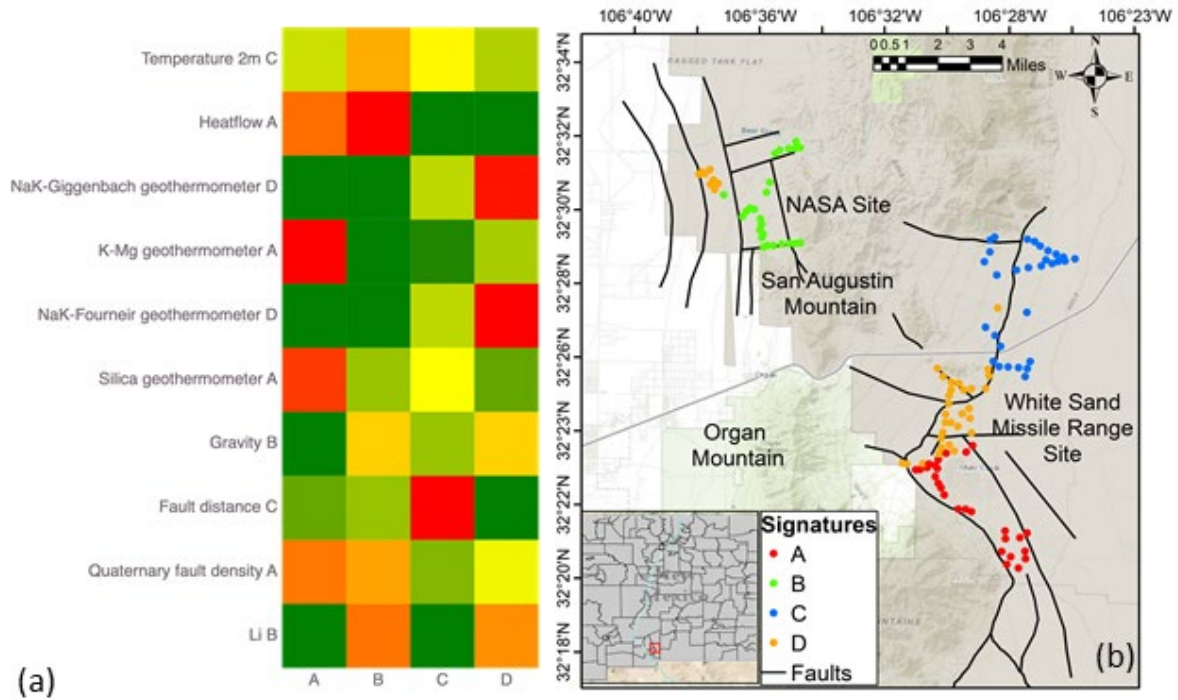 Temperature 2m C
Heatflow A
NaK-Giggenbach geothermometer D
K-Mg geothermometer A
NaK-Fourneir geothermometer D
Silica geothermometer A
Gravity B
Fault distance C
Quaternary fault density A
Li B
A B C D
(a)
106°40'W 106°36'W 106°32'W 106°28'W 106°23'W
32°34'N
32°32'N
32°30'N
32°28'N
32°26'N
32°23'N
32°22'N
32°20'N
32°18'N
0 0.5 1 2 3 4
Miles
N
W E
S
RAGGED TANK FLAT
NASA Site
San Augustin
Mountain
White Sand
Missile Range
Site
Organ
Mountain
Signatures
A
B
C
D
Faults
(b)